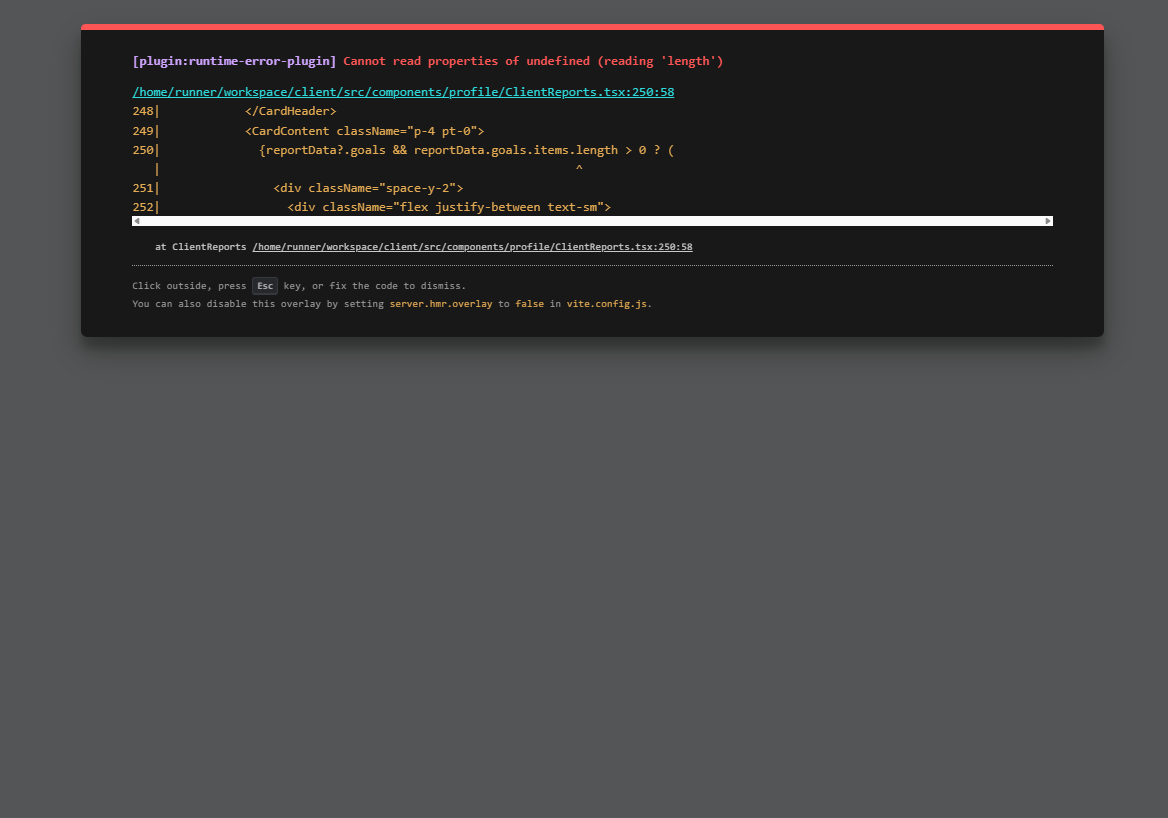 [plugin:runtime-error-plugin] Cannot read properties of undefined (reading 'length')
/home/runner/workspace/client/src/components/profile/ClientReports.tsx:250:58
248|            </CardHeader>
249|            <CardContent className="p-4 pt-0">
250|              {reportData?.goals && reportData.goals.items.length > 0 ? (
   |                                                           ^
251|                <div className="space-y-2">
252|                  <div className="flex justify-between text-sm">
at ClientReports /home/runner/workspace/client/src/components/profile/ClientReports.tsx:250:58
Click outside, press Esc key, or fix the code to dismiss.
You can also disable this overlay by setting server.hmr.overlay to false in vite.config.js.